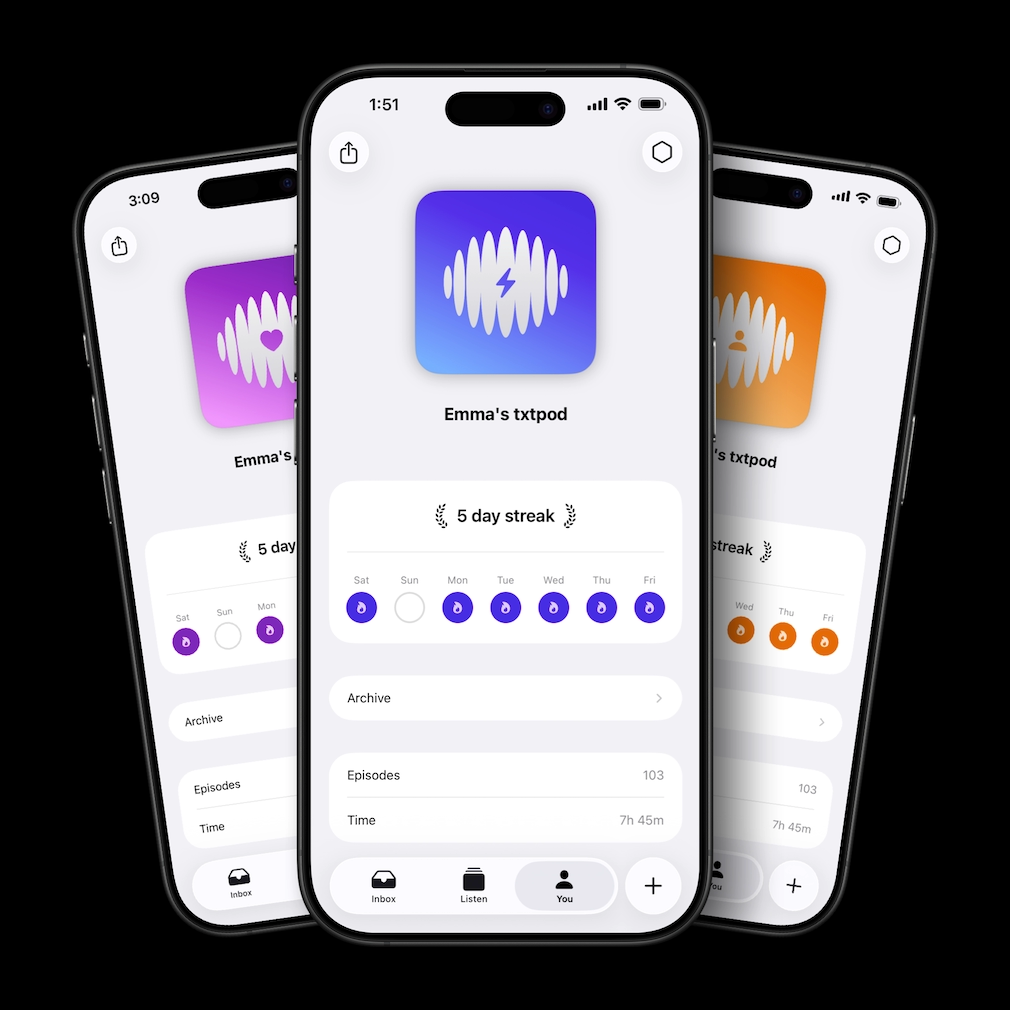 3:09
Emma's
5 day
Sat Sun Mon
Archive
Episodes
Time
Inbox
1:51
Emma's txtpod
5 day streak
Sat Sun Mon Tue Wed Thu Fri
Archive
Episodes 103
Time 7h 45m
Inbox Listen You
's txtpod
streak
Wed Thu Fri
103
7h 45m
ou